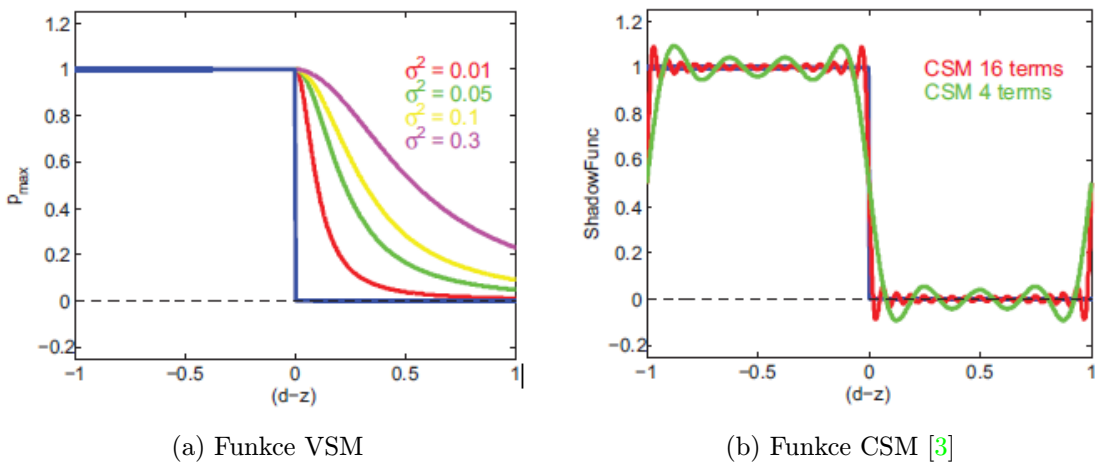 1.2
1
0.8
0.6
0.4
0.2
0
−0.2
p_max
−1
−0.5
0
0.5
1
(d−z)
σ² = 0.01
σ² = 0.05
σ² = 0.1
σ² = 0.3
(a) Funkce VSM
1.2
1
0.8
0.6
0.4
0.2
0
−0.2
ShadowFunc
−1
−0.5
0
0.5
1
(d−z)
CSM 16 terms
CSM 4 terms
(b) Funkce CSM [3]